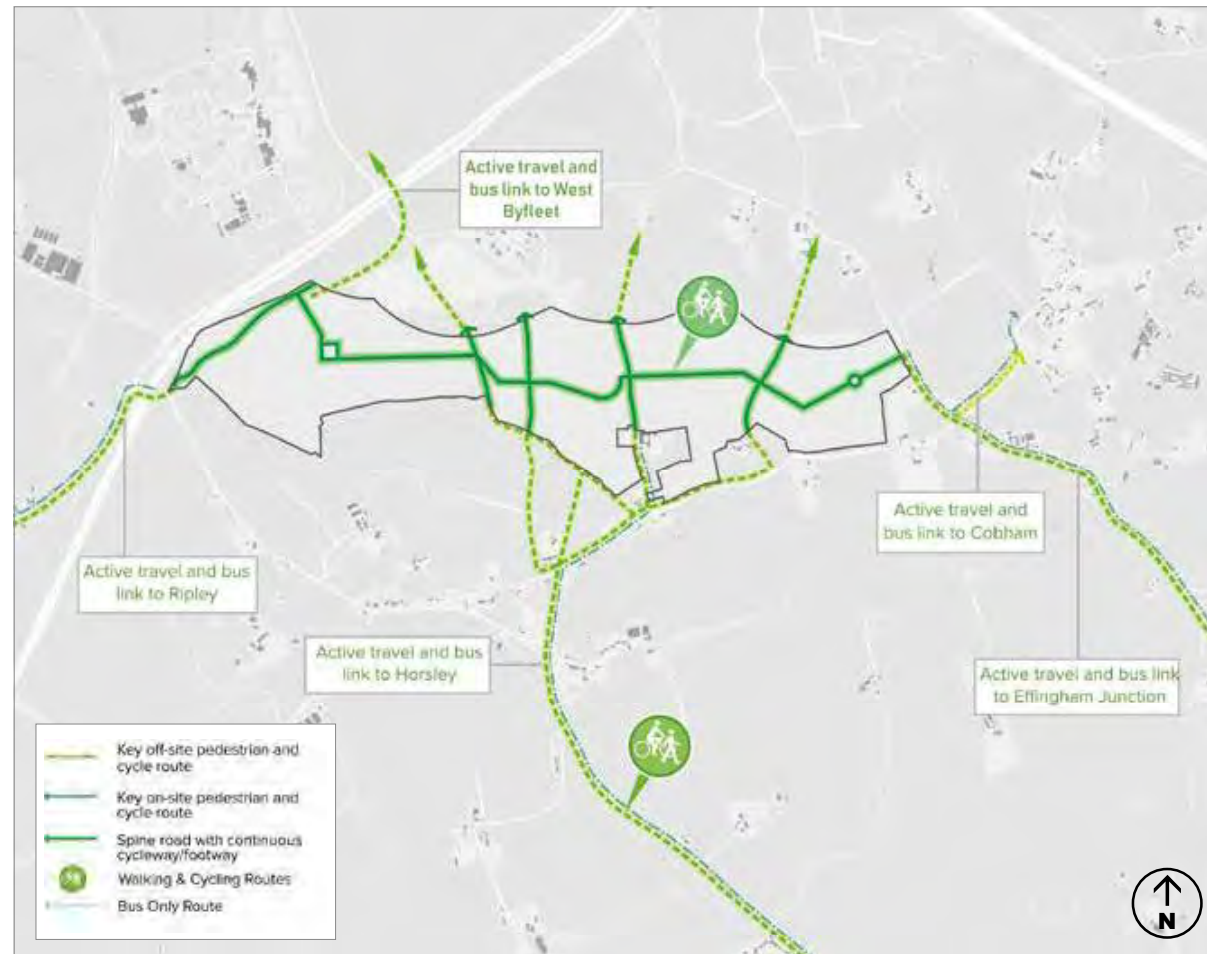 Active travel and
bus link to West
Byfleet
Active travel and
bus link to Cobham
Active travel and bus
link to Ripley
Active travel and bus
link to Horsley
Active travel and bus link
to Effingham Junction
Key off-site pedestrian and
cycle route
Key on-site pedestrian and
cycle route
Spine road with continuous
cycleway/footway
Walking & Cycling Routes
Bus Only Route
N